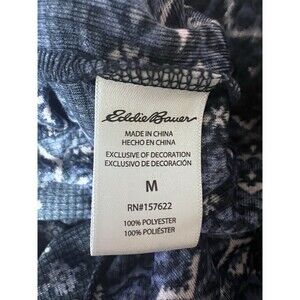 Eddie Bauer
MADE IN CHINA
HECHO EN CHINA
EXCLUSIVE OF DECORATION
EXCLUSIVO DE DECORACIÓN
M
RN#157622
100% POLYESTER
100% POLIÉSTER